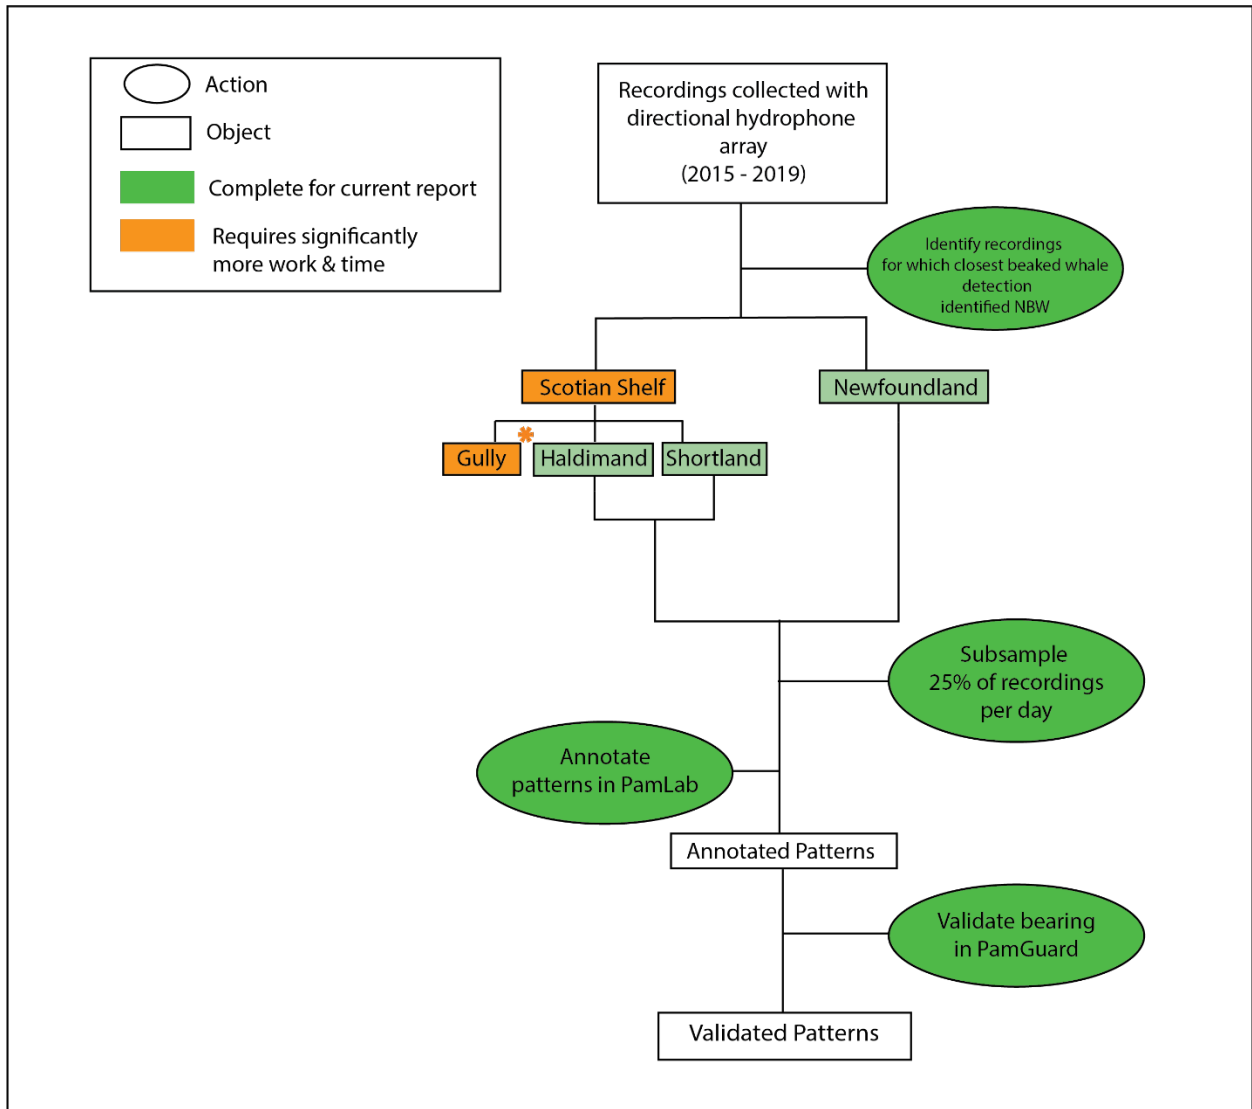 Action
Object
Complete for current report
Requires significantly
more work & time
Recordings collected with
directional hydrophone
array
(2015 - 2019)
Identify recordings
for which closest beaked whale
detection
identified NBW
Scotian Shelf
Newfoundland
*
Gully
Haldimand
Shortland
Subsample
25% of recordings
per day
Annotate
patterns in PamLab
Annotated Patterns
Validate bearing
in PamGuard
Validated Patterns